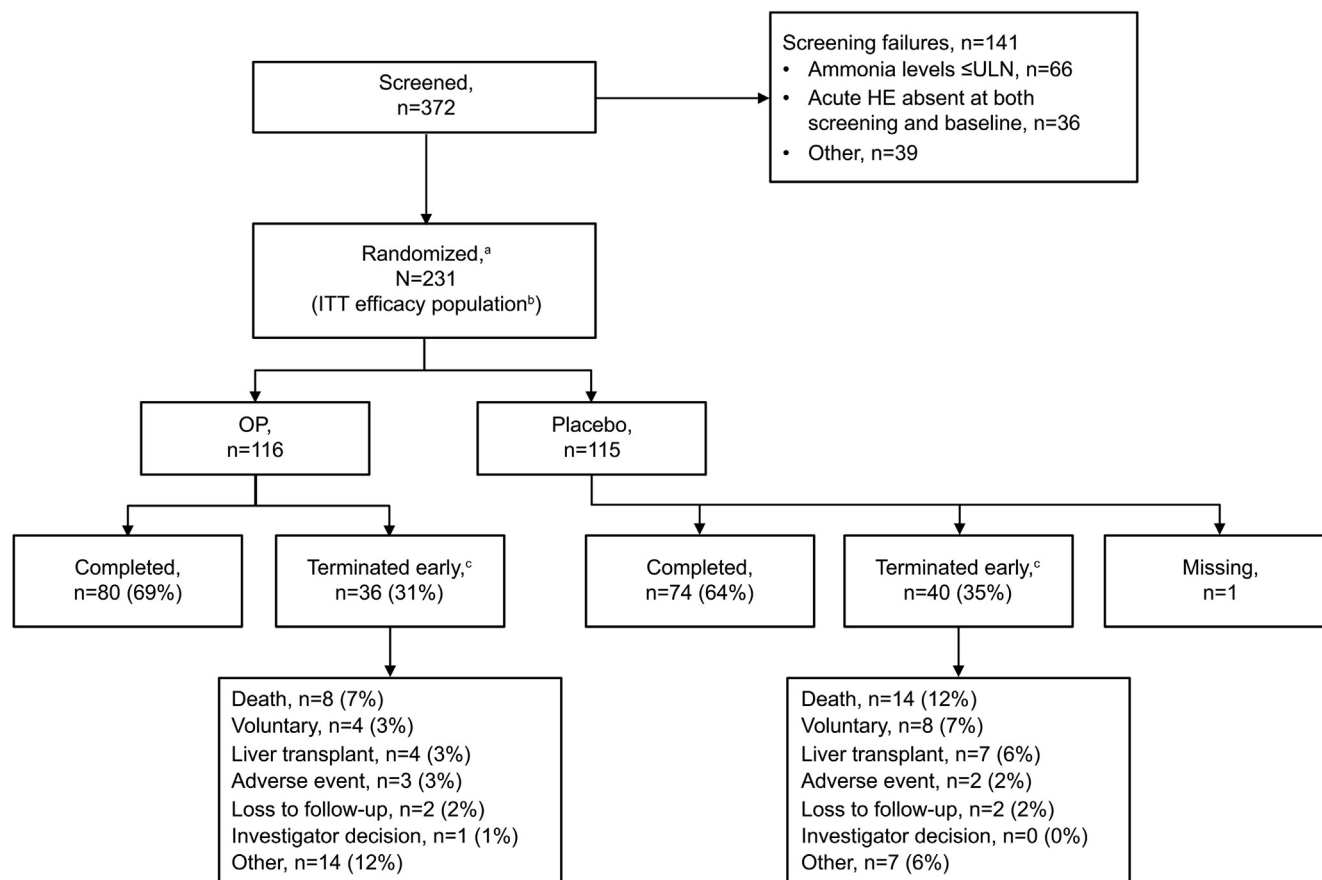 Screened,
n=372
Screening failures, n=141
• Ammonia levels ≤ULN, n=66
• Acute HE absent at both
screening and baseline, n=36
• Other, n=39
Randomized,ᵃ
N=231
(ITT efficacy populationᵇ)
OP,
n=116
Placebo,
n=115
Completed,
n=80 (69%)
Terminated early,ᶜ
n=36 (31%)
Completed,
n=74 (64%)
Terminated early,ᶜ
n=40 (35%)
Missing,
n=1
Death, n=8 (7%)
Voluntary, n=4 (3%)
Liver transplant, n=4 (3%)
Adverse event, n=3 (3%)
Loss to follow-up, n=2 (2%)
Investigator decision, n=1 (1%)
Other, n=14 (12%)
Death, n=14 (12%)
Voluntary, n=8 (7%)
Liver transplant, n=7 (6%)
Adverse event, n=2 (2%)
Loss to follow-up, n=2 (2%)
Investigator decision, n=0 (0%)
Other, n=7 (6%)